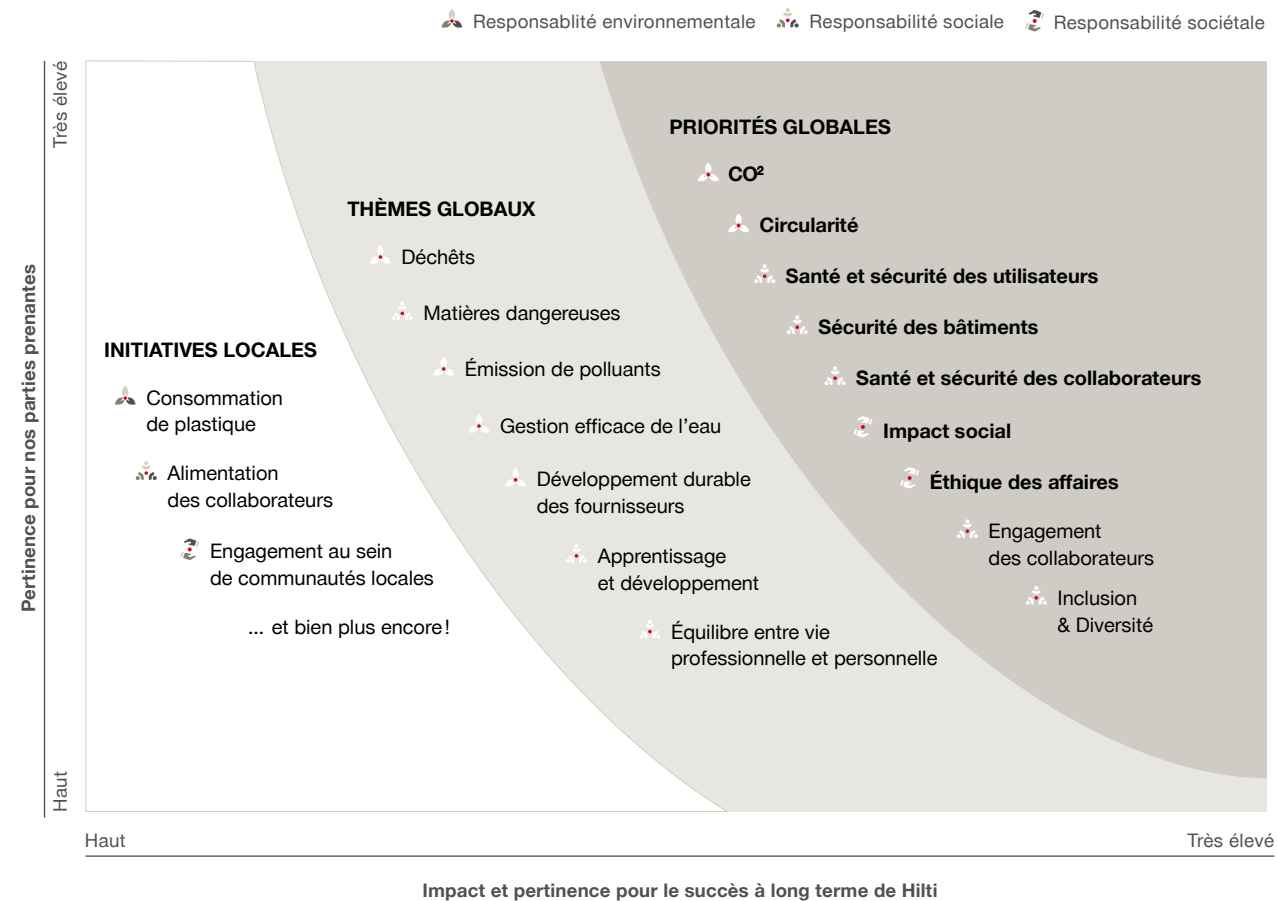 Responsablité environnementale
Responsabilité sociale
Responsabilité sociétale
Très élevé
Pertinence pour nos parties prenantes
Haut
INITIATIVES LOCALES
Consommation
de plastique
Alimentation
des collaborateurs
Engagement au sein
de communautés locales
... et bien plus encore !
THÈMES GLOBAUX
Déchêts
Matières dangereuses
Émission de polluants
Gestion efficace de l’eau
Développement durable
des fournisseurs
Apprentissage
et développement
Équilibre entre vie
professionnelle et personnelle
PRIORITÉS GLOBALES
CO²
Circularité
Santé et sécurité des utilisateurs
Sécurité des bâtiments
Santé et sécurité des collaborateurs
Impact social
Éthique des affaires
Engagement
des collaborateurs
Inclusion
& Diversité
Haut
Très élevé
Impact et pertinence pour le succès à long terme de Hilti